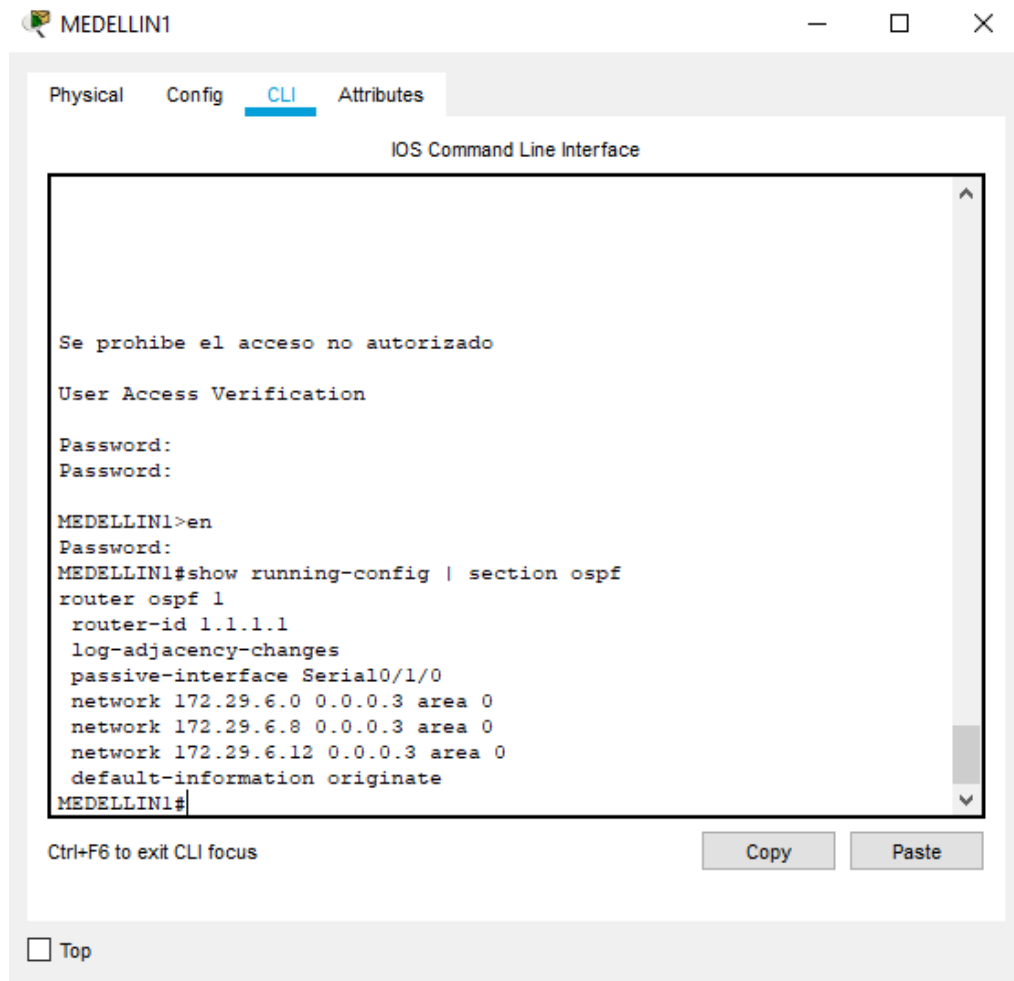 MEDELLIN1
Physical Config CLI Attributes
IOS Command Line Interface
Se prohibe el acceso no autorizado
User Access Verification
Password:
Password:
MEDELLIN1>en
Password:
MEDELLIN1#show running-config | section ospf
router ospf 1
router-id 1.1.1.1
log-adjacency-changes
passive-interface Serial0/1/0
network 172.29.6.0 0.0.0.3 area 0
network 172.29.6.8 0.0.0.3 area 0
network 172.29.6.12 0.0.0.3 area 0
default-information originate
MEDELLIN1#
Ctrl+F6 to exit CLI focus
Copy Paste
Top